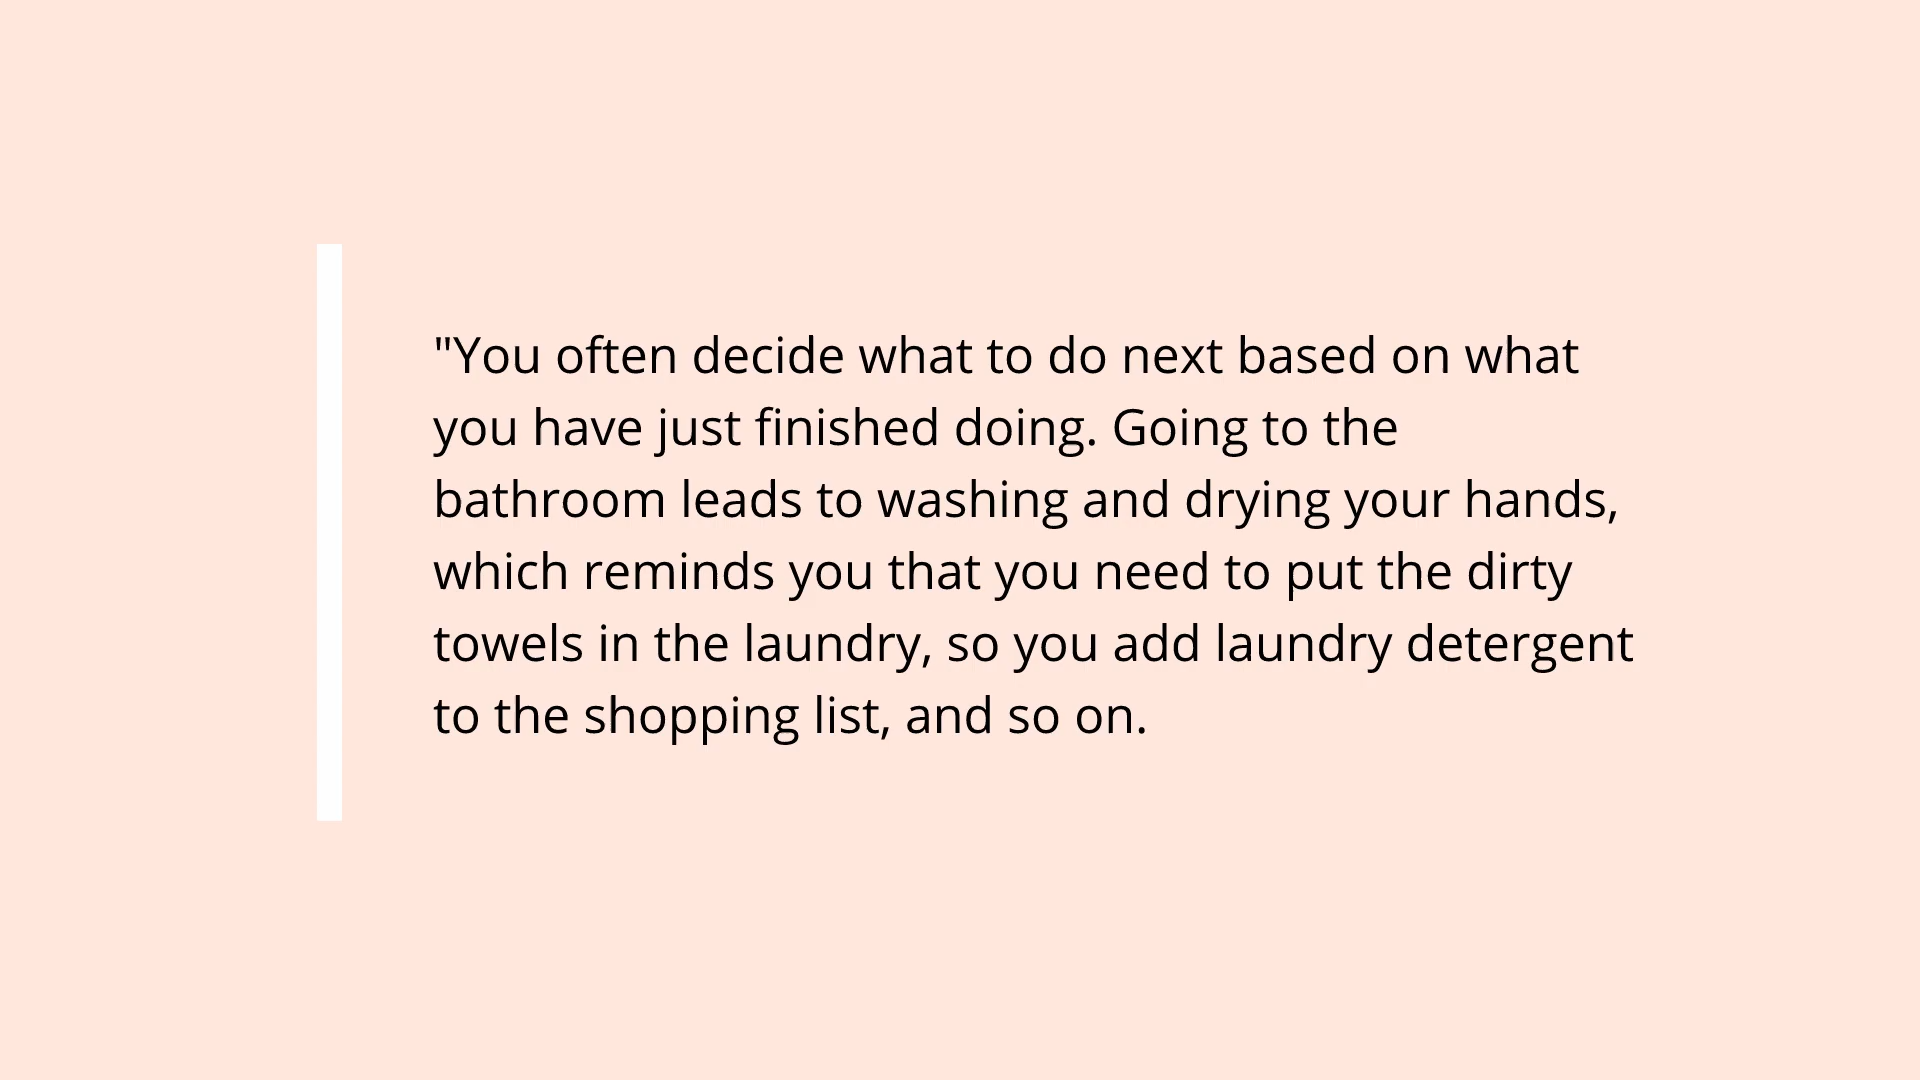 "You often decide what to do next based on what
you have just finished doing. Going to the
bathroom leads to washing and drying your hands,
which reminds you that you need to put the dirty
towels in the laundry, so you add laundry detergent
to the shopping list, and so on.